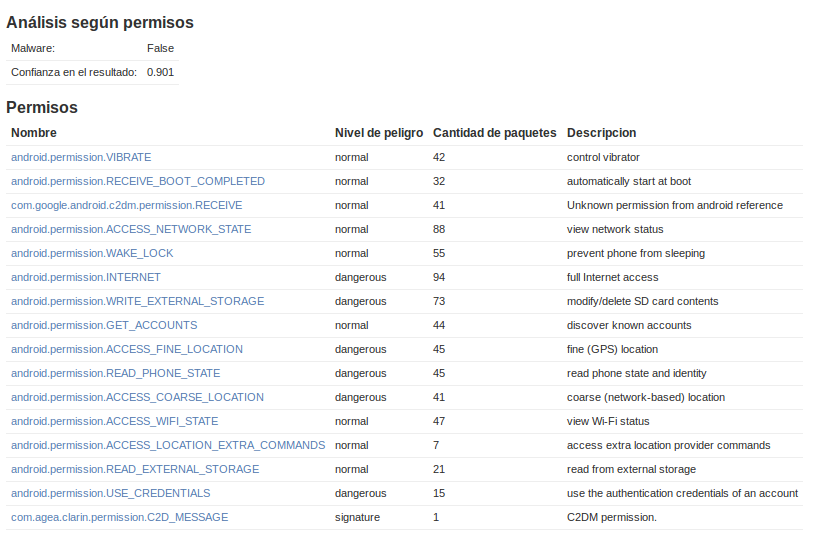 Análisis según permisos
Malware: False
Confianza en el resultado: 0.901
Permisos
Nombre Nivel de peligro Cantidad de paquetes Descripcion
android.permission.VIBRATE normal 42 control vibrator
android.permission.RECEIVE_BOOT_COMPLETED normal 32 automatically start at boot
com.google.android.c2dm.permission.RECEIVE normal 41 Unknown permission from android reference
android.permission.ACCESS_NETWORK_STATE normal 88 view network status
android.permission.WAKE_LOCK normal 55 prevent phone from sleeping
android.permission.INTERNET dangerous 94 full Internet access
android.permission.WRITE_EXTERNAL_STORAGE dangerous 73 modify/delete SD card contents
android.permission.GET_ACCOUNTS normal 44 discover known accounts
android.permission.ACCESS_FINE_LOCATION dangerous 45 fine (GPS) location
android.permission.READ_PHONE_STATE dangerous 45 read phone state and identity
android.permission.ACCESS_COARSE_LOCATION dangerous 41 coarse (network-based) location
android.permission.ACCESS_WIFI_STATE normal 47 view Wi-Fi status
android.permission.ACCESS_LOCATION_EXTRA_COMMANDS normal 7 access extra location provider commands
android.permission.READ_EXTERNAL_STORAGE normal 21 read from external storage
android.permission.USE_CREDENTIALS dangerous 15 use the authentication credentials of an account
com.agea.clarin.permission.C2D_MESSAGE signature 1 C2DM permission.